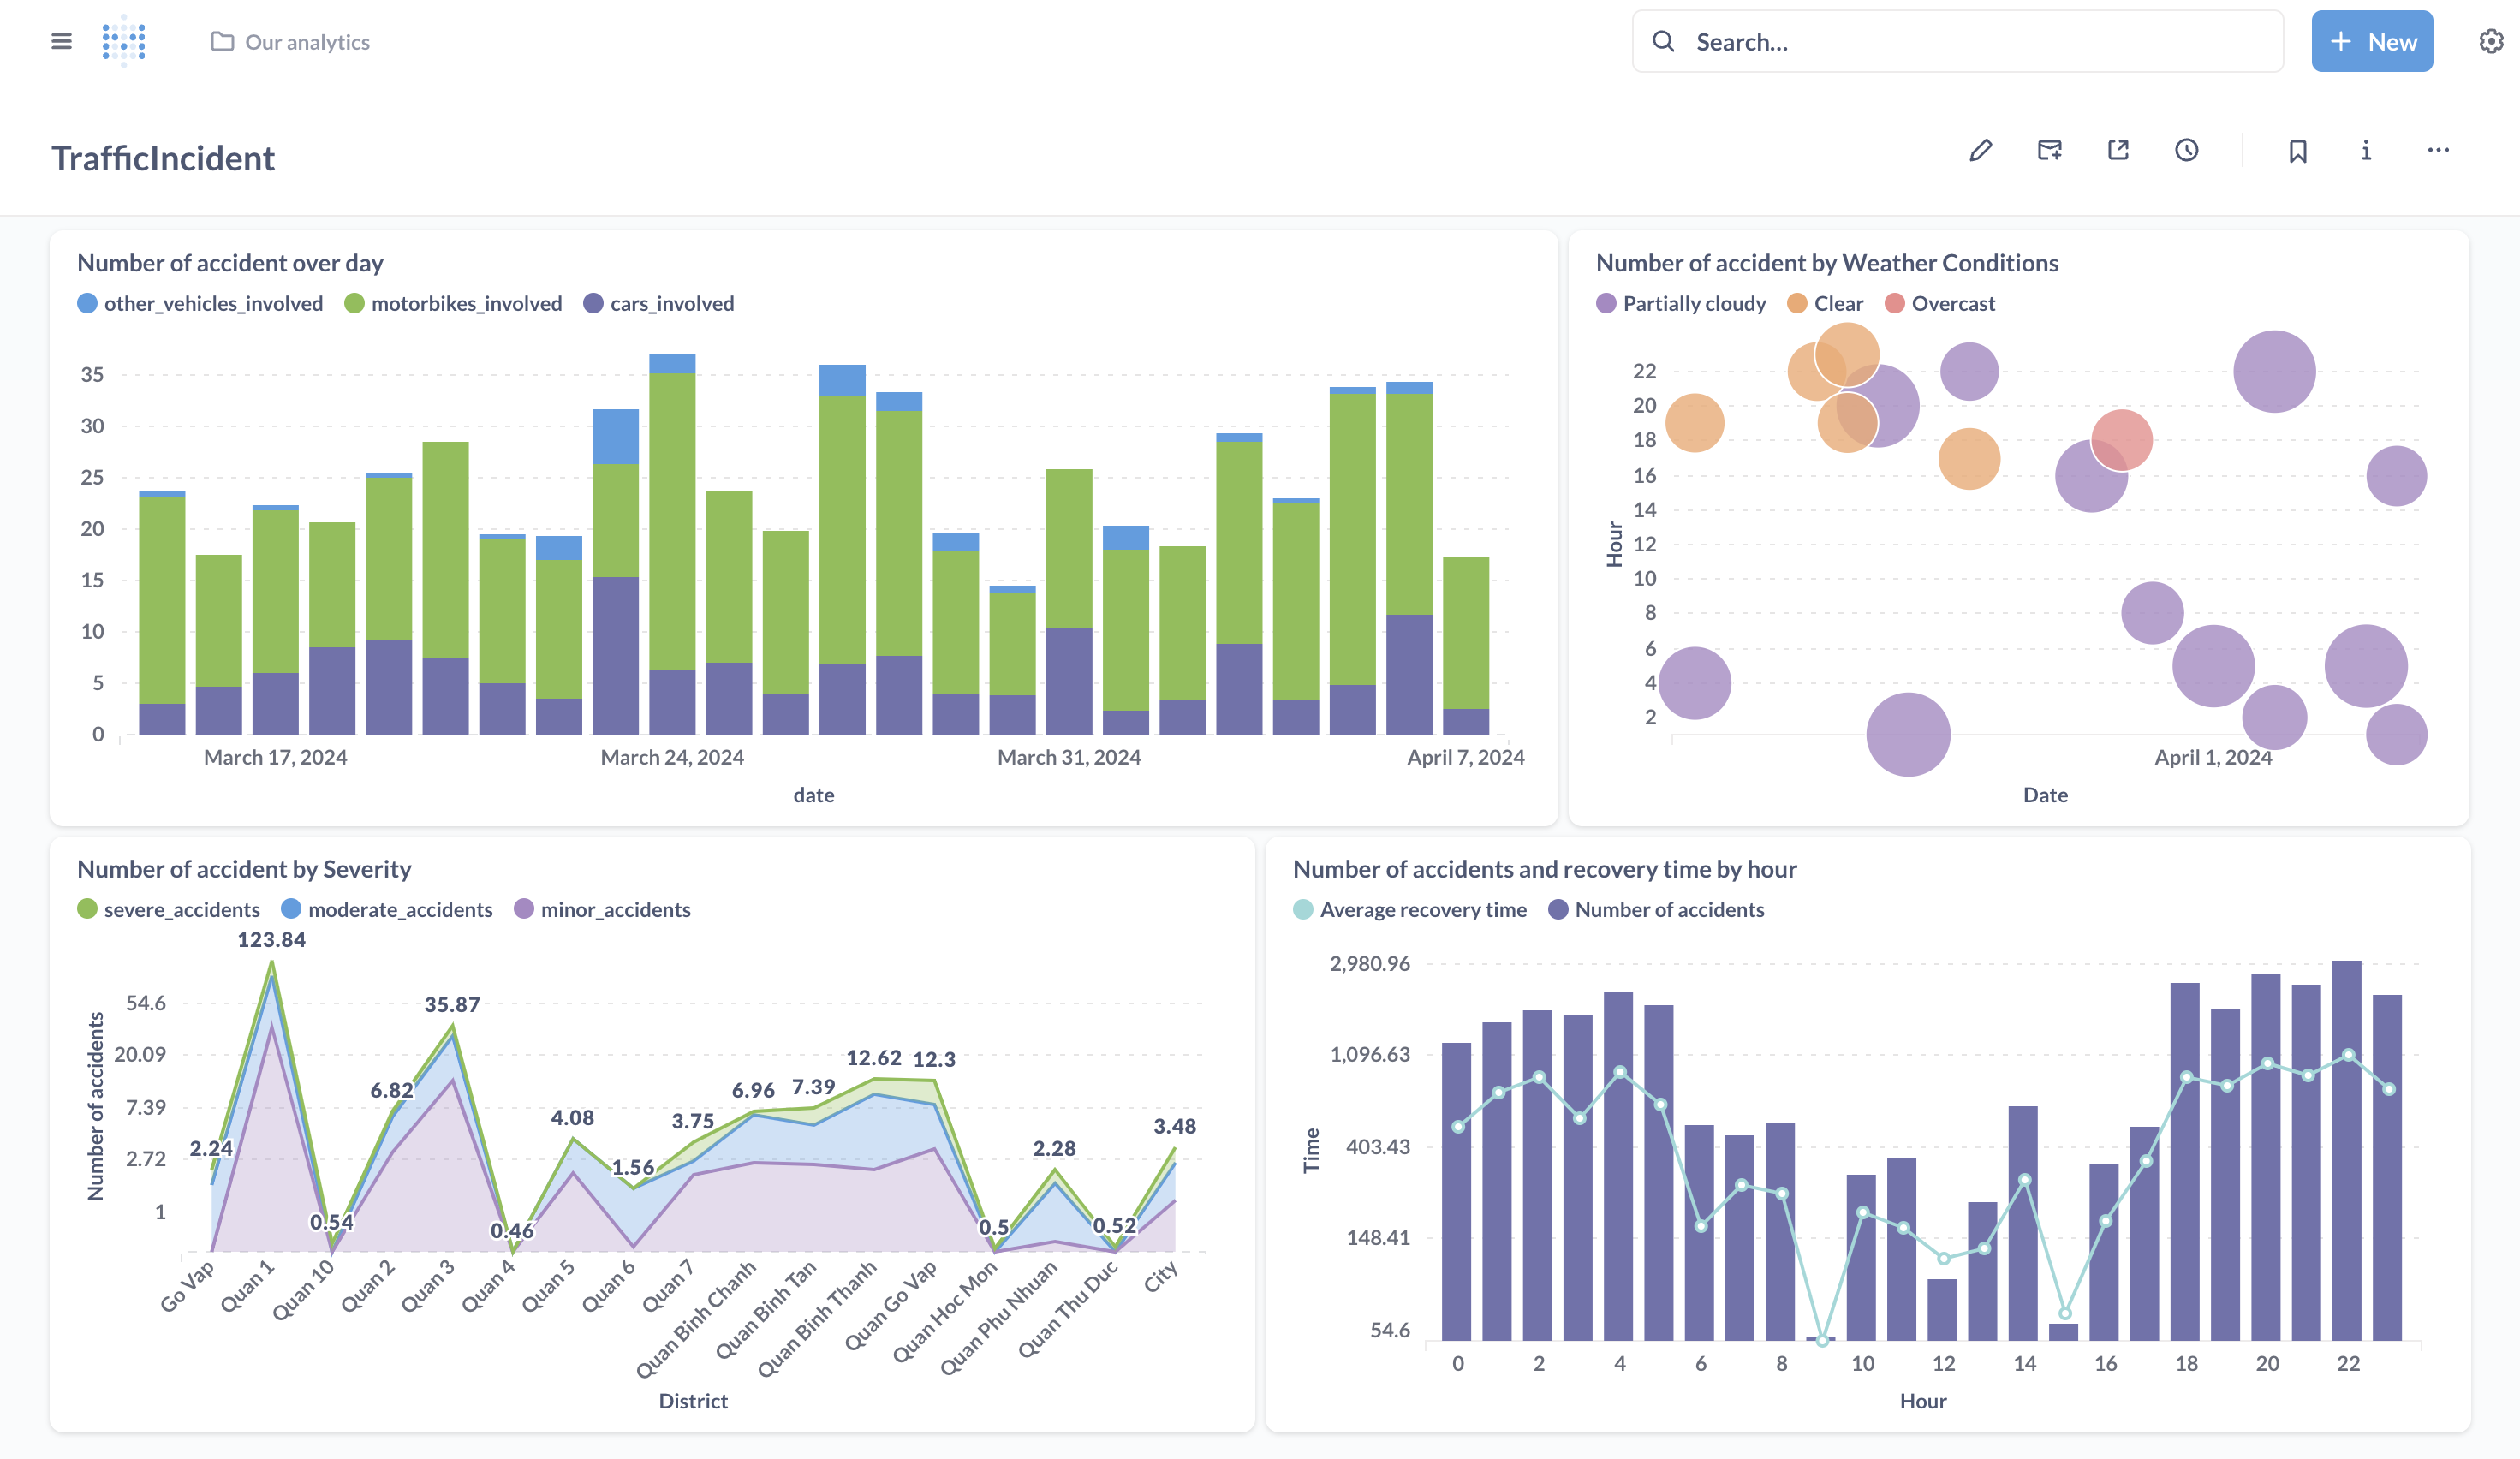 Our analytics
Search...
New
TrafficIncident
Number of accident over day
other_vehicles_involved motorbikes_involved cars_involved
35
30
25
20
15
10
5
0
March 17, 2024 March 24, 2024 March 31, 2024 April 7, 2024
date
Number of accident by Weather Conditions
Partially cloudy Clear Overcast
22
20
18
16
14
12
10
8
6
4
2
Hour
April 1, 2024
Date
Number of accident by Severity
severe_accidents moderate_accidents minor_accidents
123.84
54.6
35.87
20.09
12.62 12.3
7.39
6.82
6.96 7.39
4.08
3.75
3.48
2.72
2.24
1.56
2.28
1
0.54
0.46
0.5
0.52
Number of accidents
Go Vap Quan 1 Quan 10 Quan 2 Quan 3 Quan 4 Quan 5 Quan 6 Quan 7 Quan Binh Chanh Quan Binh Tan Quan Binh Thanh Quan Go Vap Quan Hoc Mon Quan Phu Nhuan Quan Thu Duc City
District
Number of accidents and recovery time by hour
Average recovery time Number of accidents
2,980.96
1,096.63
403.43
148.41
54.6
Time
0 2 4 6 8 10 12 14 16 18 20 22
Hour